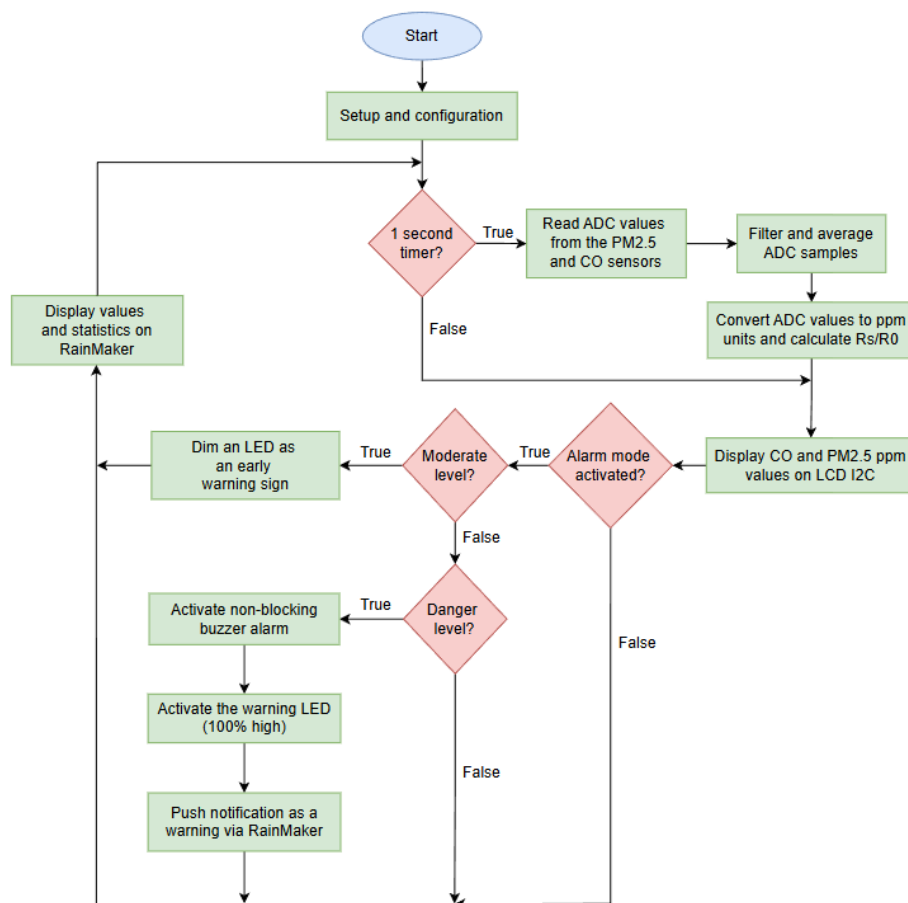 Start
Setup and configuration
1 second
timer?
True
Read ADC values
from the PM2.5
and CO sensors
Filter and average
ADC samples
False
Convert ADC values to ppm
units and calculate Rs/R0
Display values
and statistics on
RainMaker
Dim an LED as
an early
warning sign
True
Moderate
level?
True
Alarm mode
activated?
Display CO and PM2.5 ppm
values on LCD I2C
False
Activate non-blocking
buzzer alarm
True
Danger
level?
False
Activate the warning LED
(100% high)
False
Push notification as a
warning via RainMaker